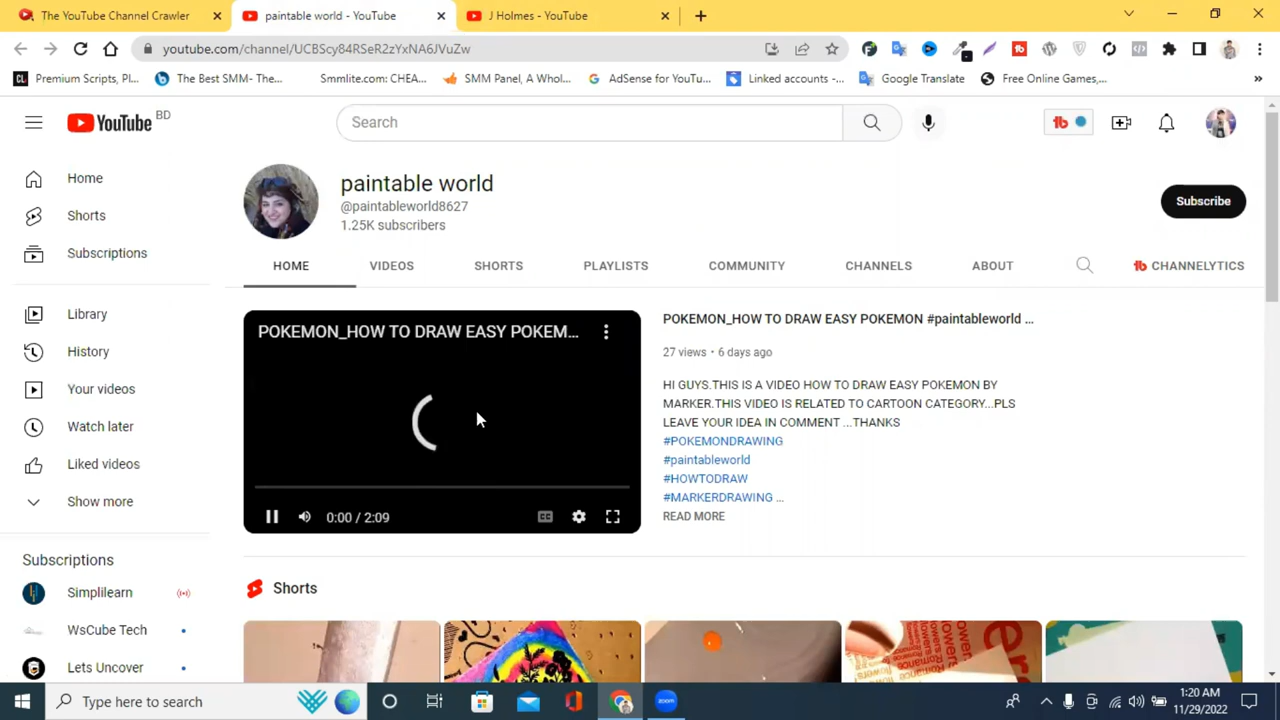 The YouTube Channel Crawler
paintable world - YouTube
J Holmes - YouTube
youtube.com/channel/UCBScy84RSeR2zYxNA6JVuZw
Premium Scripts, Pl...
The Best SMM- The...
Smmlite.com: CHEA...
SMM Panel, A Whol...
AdSense for YouTu...
Linked accounts -...
Google Translate
Free Online Games,...
YouTube BD
Search
paintable world
@paintableworld8627
1.25K subscribers
Subscribe
HOME VIDEOS SHORTS PLAYLISTS COMMUNITY CHANNELS ABOUT CHANNELYTICS
Home
Shorts
Subscriptions
Library
History
Your videos
Watch later
Liked videos
Show more
Subscriptions
Simplilearn
WsCube Tech
Lets Uncover
POKEMON_HOW TO DRAW EASY POKEM...
0:00 / 2:09
POKEMON_HOW TO DRAW EASY POKEMON #paintableworld ...
27 views • 6 days ago
HI GUYS.THIS IS A VIDEO HOW TO DRAW EASY POKEMON BY
MARKER.THIS VIDEO IS RELATED TO CARTOON CATEGORY...PLS
LEAVE YOUR IDEA IN COMMENT ...THANKS
#POKEMONDRAWING
#paintableworld
#HOWTODRAW
#MARKERDRAWING ...
READ MORE
Shorts
Type here to search
1:20 AM
11/29/2022